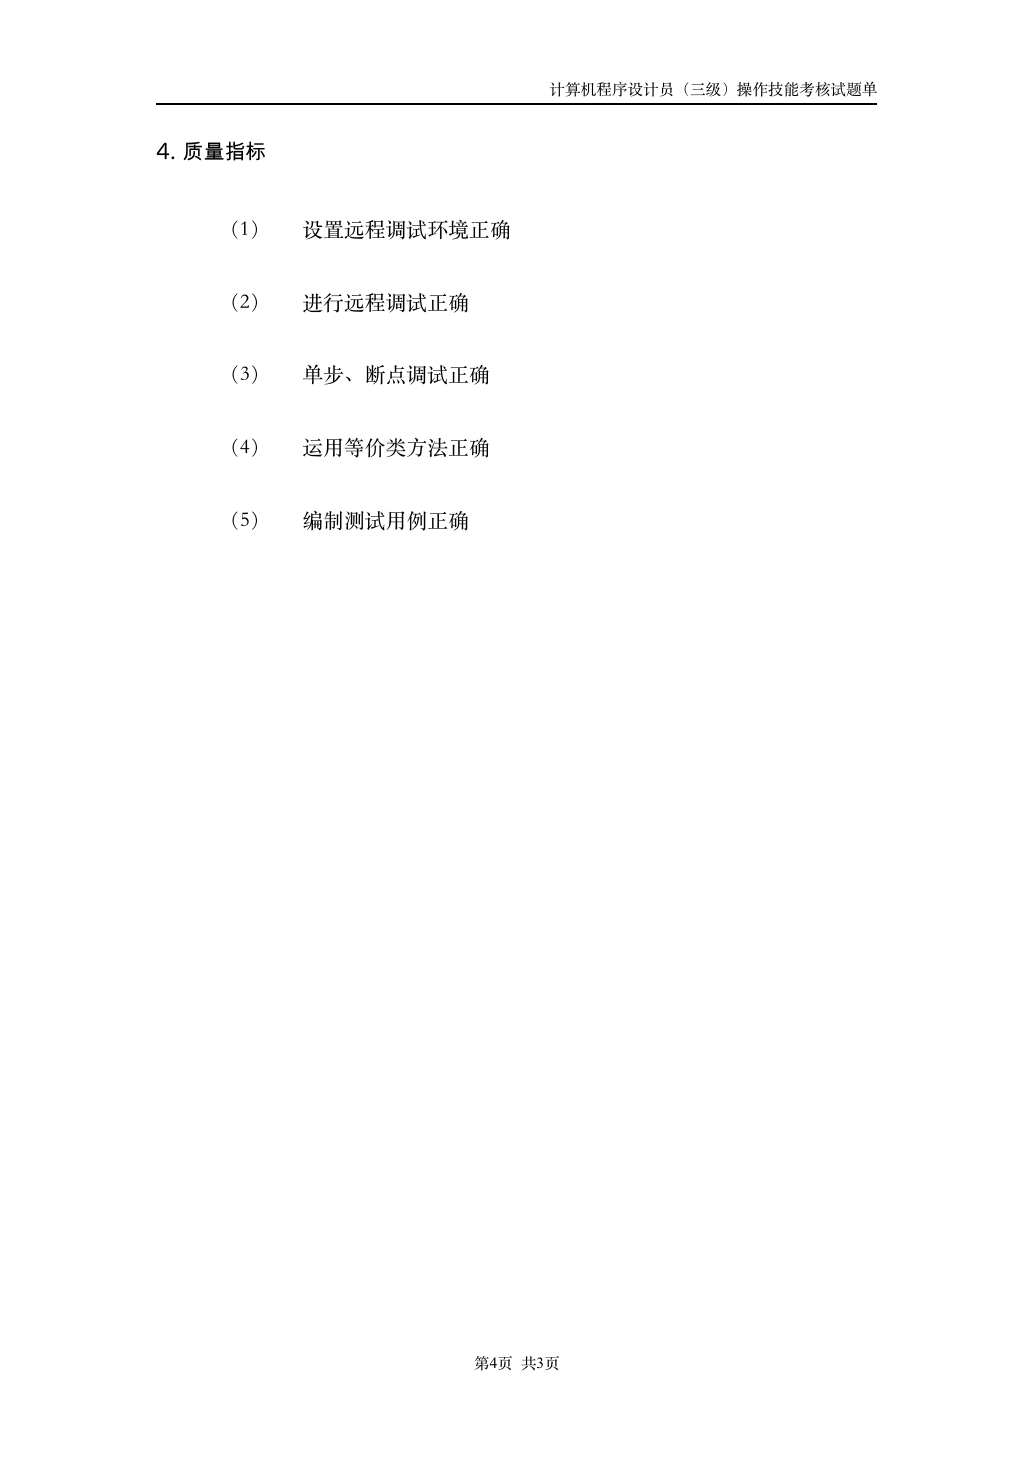 计算机程序设计员（三级）操作技能考核试题单
4. 质量指标
（1） 设置远程调试环境正确
（2） 进行远程调试正确
（3） 单步、断点调试正确
（4） 运用等价类方法正确
（5） 编制测试用例正确
第4页 共3页